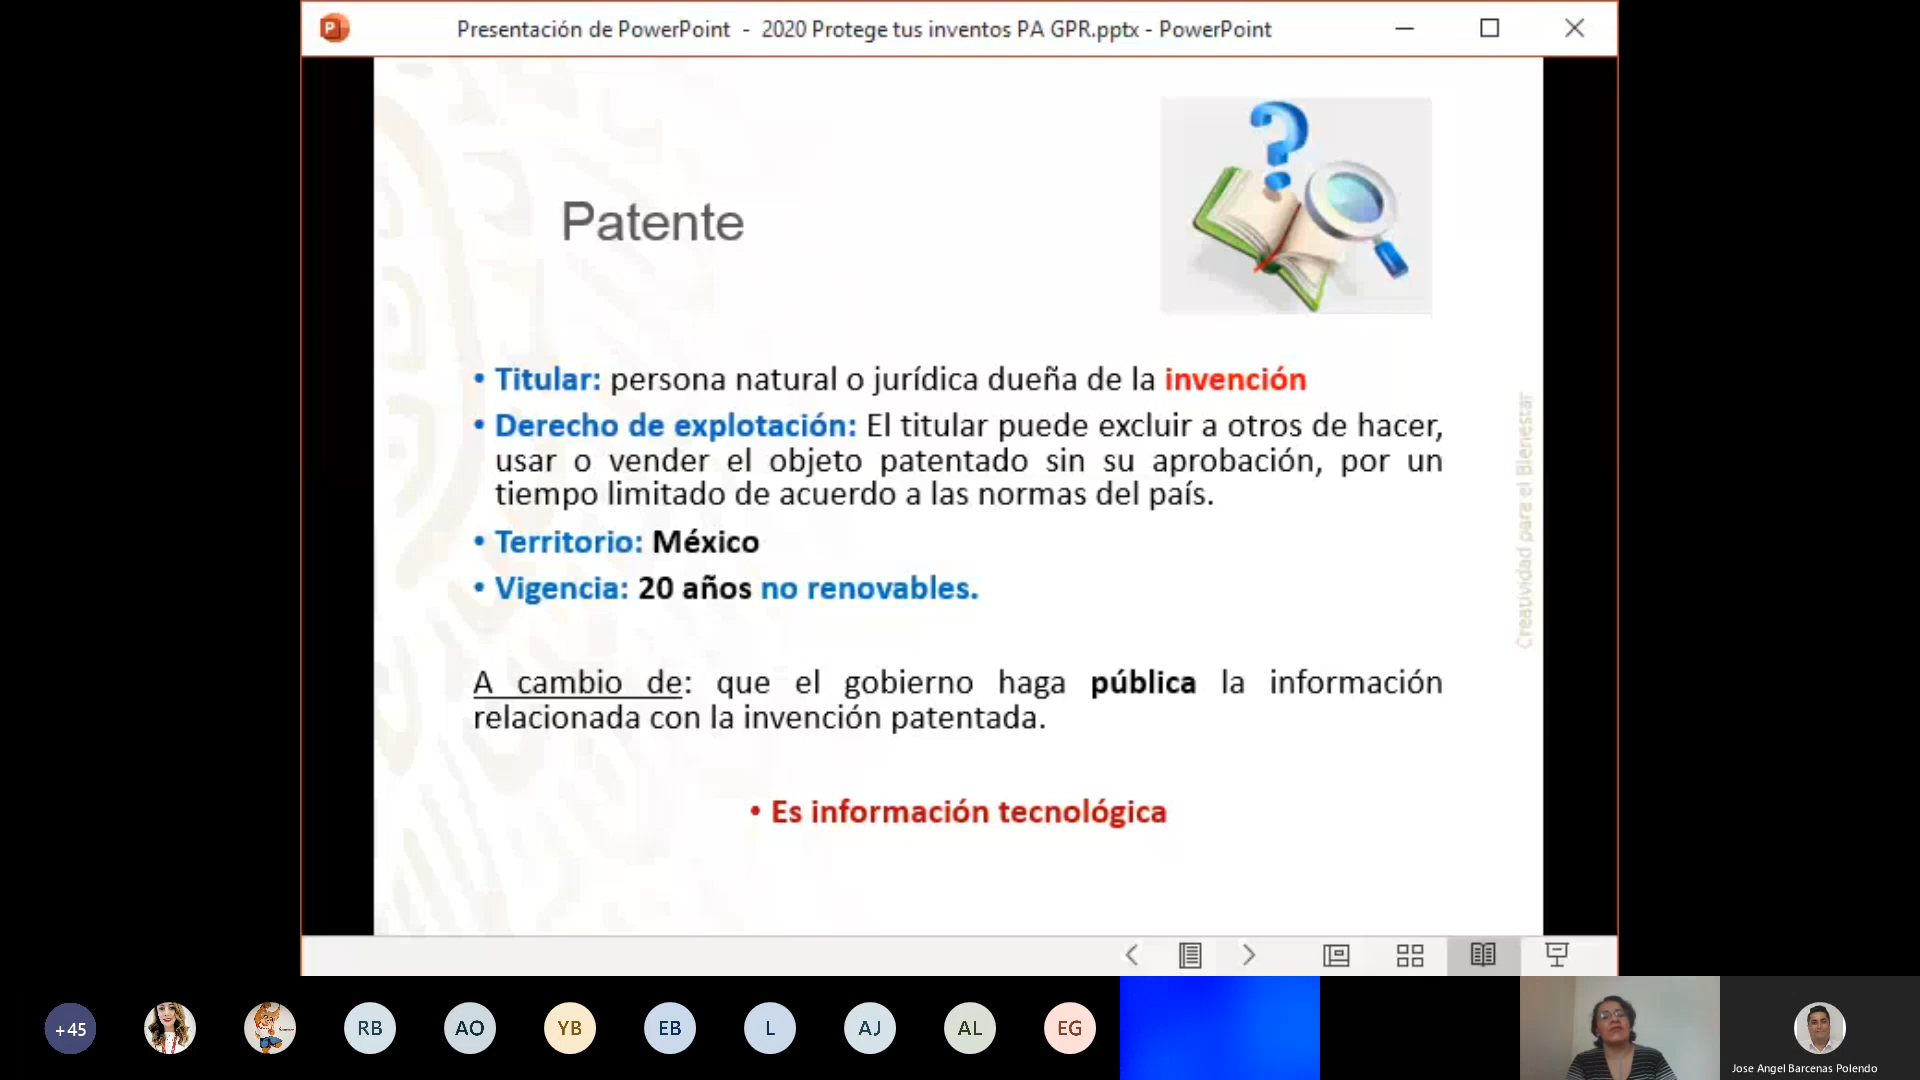 Presentación de PowerPoint - 2020 Protege tus inventos PA GPR.pptx - PowerPoint
Patente
• Titular: persona natural o jurídica dueña de la invención
• Derecho de explotación: El titular puede excluir a otros de hacer,
usar o vender el objeto patentado sin su aprobación, por un
tiempo limitado de acuerdo a las normas del país.
• Territorio: México
• Vigencia: 20 años no renovables.
A cambio de: que el gobierno haga pública la información
relacionada con la invención patentada.
• Es información tecnológica
Creatividad para el Bienestar
+45
RB
AO
YB
EB
L
AJ
AL
EG
Jose Angel Barcenas Polendo